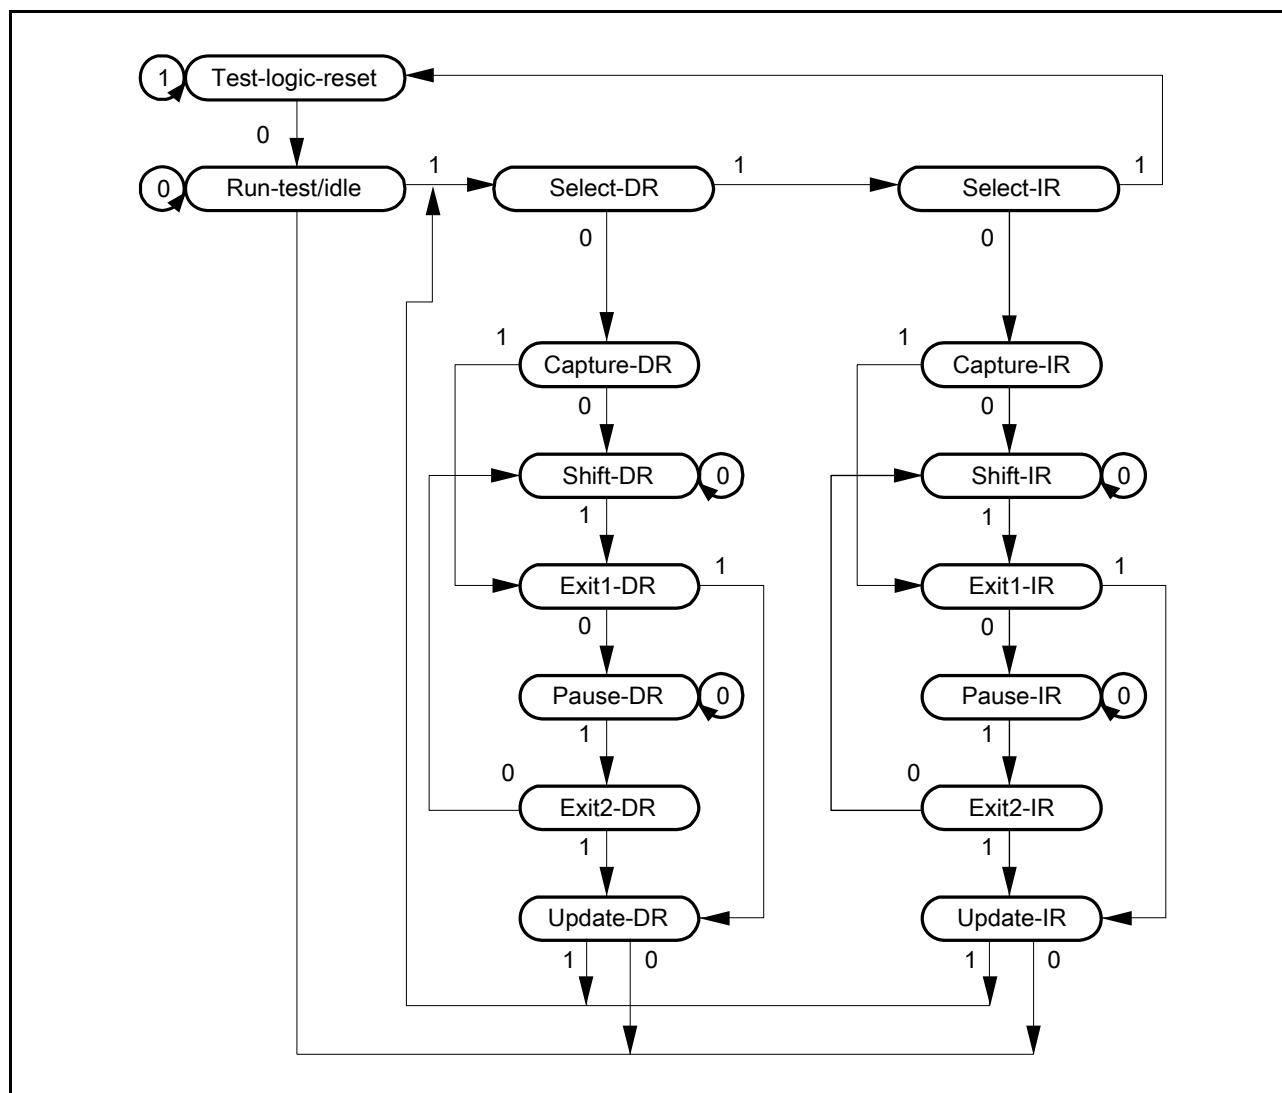 1 Test-logic-reset
0
0 Run-test/idle 1 Select-DR 1 Select-IR 1
0 0
1 1
Capture-DR Capture-IR
0 0
Shift-DR 0 Shift-IR 0
1 1
Exit1-DR 1 Exit1-IR 1
0 0
Pause-DR 0 Pause-IR 0
1 1
0 0
Exit2-DR Exit2-IR
1 1
Update-DR Update-IR
1 0 1 0